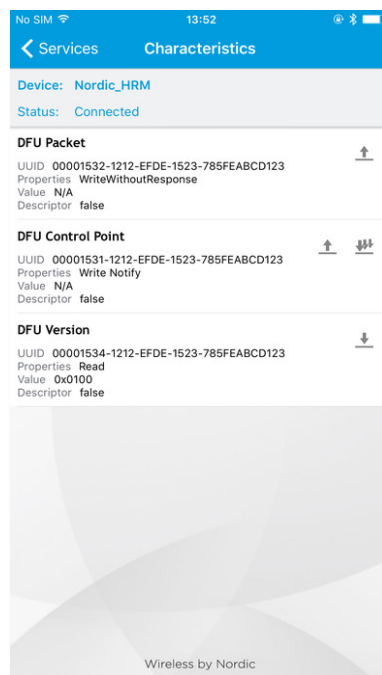 No SIM 13:52
Services Characteristics
Device: Nordic_HRM
Status: Connected
DFU Packet
UUID 00001532-1212-EFDE-1523-785FEABCD123
Properties WriteWithoutResponse
Value N/A
Descriptor false
DFU Control Point
UUID 00001531-1212-EFDE-1523-785FEABCD123
Properties Write Notify
Value N/A
Descriptor false
DFU Version
UUID 00001534-1212-EFDE-1523-785FEABCD123
Properties Read
Value 0x0100
Descriptor false
Wireless by Nordic